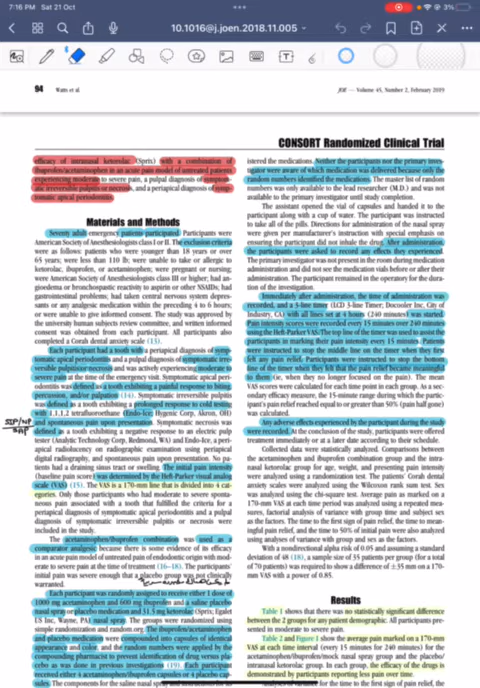 7:16 PM Sat 21 Oct
3%
10.1016@j.joen.2018.11.005
94 Watts et al.
JOE — Volume 45, Number 2, February 2019
CONSORT Randomized Clinical Trial
efficacy of intranasal ketorolac (Sprix) with a combination of
ibuprofen/acetaminophen in an acute pain model of untreated patients
experiencing moderate to severe pain, a pulpal diagnosis of symptom-
atic irreversible pulpitis or necrosis, and a periapical diagnosis of symp-
tomatic apical periodontitis.
Materials and Methods
Seventy adult emergency patients participated. Participants were
American Society of Anesthesiologists class I or II. The exclusion criteria
were as follows: patients who were younger than 18 years or over
65 years; were less than 110 lb; were unable to take or allergic to
ketorolac, ibuprofen, or acetaminophen; were pregnant or nursing;
were American Society of Anesthesiologists class III or higher; had an-
gioedema or bronchospastic reactivity to aspirin or other NSAIDs; had
gastrointestinal problems; had taken central nervous system depres-
sants or any analgesic medication within the preceding 4 to 6 hours;
or were unable to give informed consent. The study was approved by
the university human subjects review committee, and written informed
consent was obtained from each participant. All participants also
completed a Corah dental anxiety scale (13).
Each participant had a tooth with a periapical diagnosis of symp-
tomatic apical periodontitis and a pulpal diagnosis of symptomatic irre-
versible pulpitis or necrosis and was actively experiencing moderate to
severe pain at the time of the emergency visit. Symptomatic apical peri-
odontitis was defined as a tooth exhibiting a painful response to biting,
percussion, and/or palpation (14). Symptomatic irreversible pulpitis
was defined as a tooth exhibiting a prolonged response to cold testing
with 1,1,1,2 tetrafluoroethane (Endo-Ice; Hygenic Corp, Akron, OH)
and spontaneous pain upon presentation. Symptomatic necrosis was
defined as a tooth exhibiting a negative response to an electric pulp
tester (Analytic Technology Corp, Redmond, WA) and Endo-Ice, a peri-
apical radiolucency on radiographic examination using periapical
digital radiography, and spontaneous pain upon presentation. No pa-
tients had a draining sinus tract or swelling. The initial pain intensity
(baseline pain score) was determined by the Heft-Parker visual analog
scale (VAS) (15). The VAS is a 170-mm line that is divided into 4 ca-
tegories. Only those participants who had moderate to severe sponta-
neous pain associated with a tooth that fulfilled the criteria for a
periapical diagnosis of symptomatic apical periodontitis and a pulpal
diagnosis of symptomatic irreversible pulpitis or necrosis were
included in the study.
The acetaminophen/ibuprofen combination was used as a
comparator analgesic because there is some evidence of its efficacy
in an acute pain model of untreated pain of endodontic origin with mod-
erate to severe pain at the time of treatment (16–18). The participants'
initial pain was severe enough that a placebo group was not clinically
warranted.
Each participant was randomly assigned to receive either 1 dose of
1000 mg acetaminophen and 600 mg ibuprofen and a saline placebo
nasal spray or placebo medication and 31.5 mg ketorolac (Sprix; Egalet
US Inc, Wayne, PA) nasal spray. The groups were randomized using
simple randomization and random.org. The ibuprofen/acetaminophen
and placebo medication were compounded into capsules of identical
appearance and color, and the random numbers were applied by the
compounding pharmacist to prevent identification of drug versus pla-
cebo as was done in previous investigations (19). Each participant
received either 4 acetaminophen/ibuprofen capsules or 4 placebo cap-
sules. The components for the saline nasal spray
istered the medications. Neither the participants nor the primary inves-
tigator were aware of which medication was delivered because only the
random numbers identified the medications. The master list of random
numbers was only available to the lead researcher (M.D.) and was not
available to the primary investigator until study completion.
The assistant opened the vial of capsules and handed it to the
participant along with a cup of water. The participant was instructed
to take all of the pills. Directions for administration of the nasal spray
were given per manufacturer's instruction with special emphasis on
ensuring the participant did not inhale the drug. After administration,
the participants were asked to record any effects they experienced.
The primary investigator was not present in the room during medication
administration and did not see the medication vials before or after their
administration. The participant remained in the operatory for the dura-
tion of the investigation.
Immediately after administration, the time of administration was
recorded, and a 5-line timer (LCD 5-line Timer; Docooler Inc, City of
Industry, CA) with all lines set at 4 hours (240 minutes) was started.
Pain intensity scores were recorded every 15 minutes over 240 minutes
using the Heft-Parker VAS. The top line of the timer was used to assist the
participants in marking their pain intensity every 15 minutes. Patients
were instructed to stop the middle line on the timer when they first
felt any pain relief. Participants were instructed to stop the bottom
line of the timer when they felt that the pain relief became meaningful
to them (ie, when they no longer focused on the pain). The mean
VAS scores were calculated for each time point in each group. As a sec-
ondary efficacy measure, the 15-minute range during which the partic-
ipant's pain relief reached equal to or greater than 50% (pain half gone)
was calculated.
Any adverse effects experienced by the participant during the study
were recorded. At the conclusion of the study, participants were offered
treatment immediately or at a later date according to their schedule.
Collected data were statistically analyzed. Comparisons between
the acetaminophen and ibuprofen combination group and the intra-
nasal ketorolac group for age, weight, and presenting pain intensity
were analyzed using a randomization test. The patients' Corah dental
anxiety scales were analyzed using the Wilcoxon rank sum test. Sex
was analyzed using the chi-square test. Average pain as marked on a
170-mm VAS at each time period was analyzed using a repeated mea-
sures, factorial analysis of variance with group time and subject sex
as the factors. The time to the first sign of pain relief, the time to mean-
ingful pain relief, and the time to 50% of initial pain were also analyzed
using analyses of variance with group and sex as the factors.
With a nondirectional alpha risk of 0.05 and assuming a standard
deviation of 48 (18), a sample size of 35 patients per group (for a total
of 70 patients) was required to show a difference of ±35 mm on a 170-
mm VAS with a power of 0.85.
Results
Table 1 shows that there was no statistically significant difference
between the 2 groups for any patient demographic. All patients pre-
sented in moderate to severe pain.
Table 2 and Figure 1 show the average pain marked on a 170-mm
VAS at each time interval (every 15 minutes for 240 minutes) for the
acetaminophen/ibuprofen/mock nasal spray group and the placebo/
intranasal ketorolac group. In each group, the efficacy of the drugs is
demonstrated by participants reporting less pain over time.